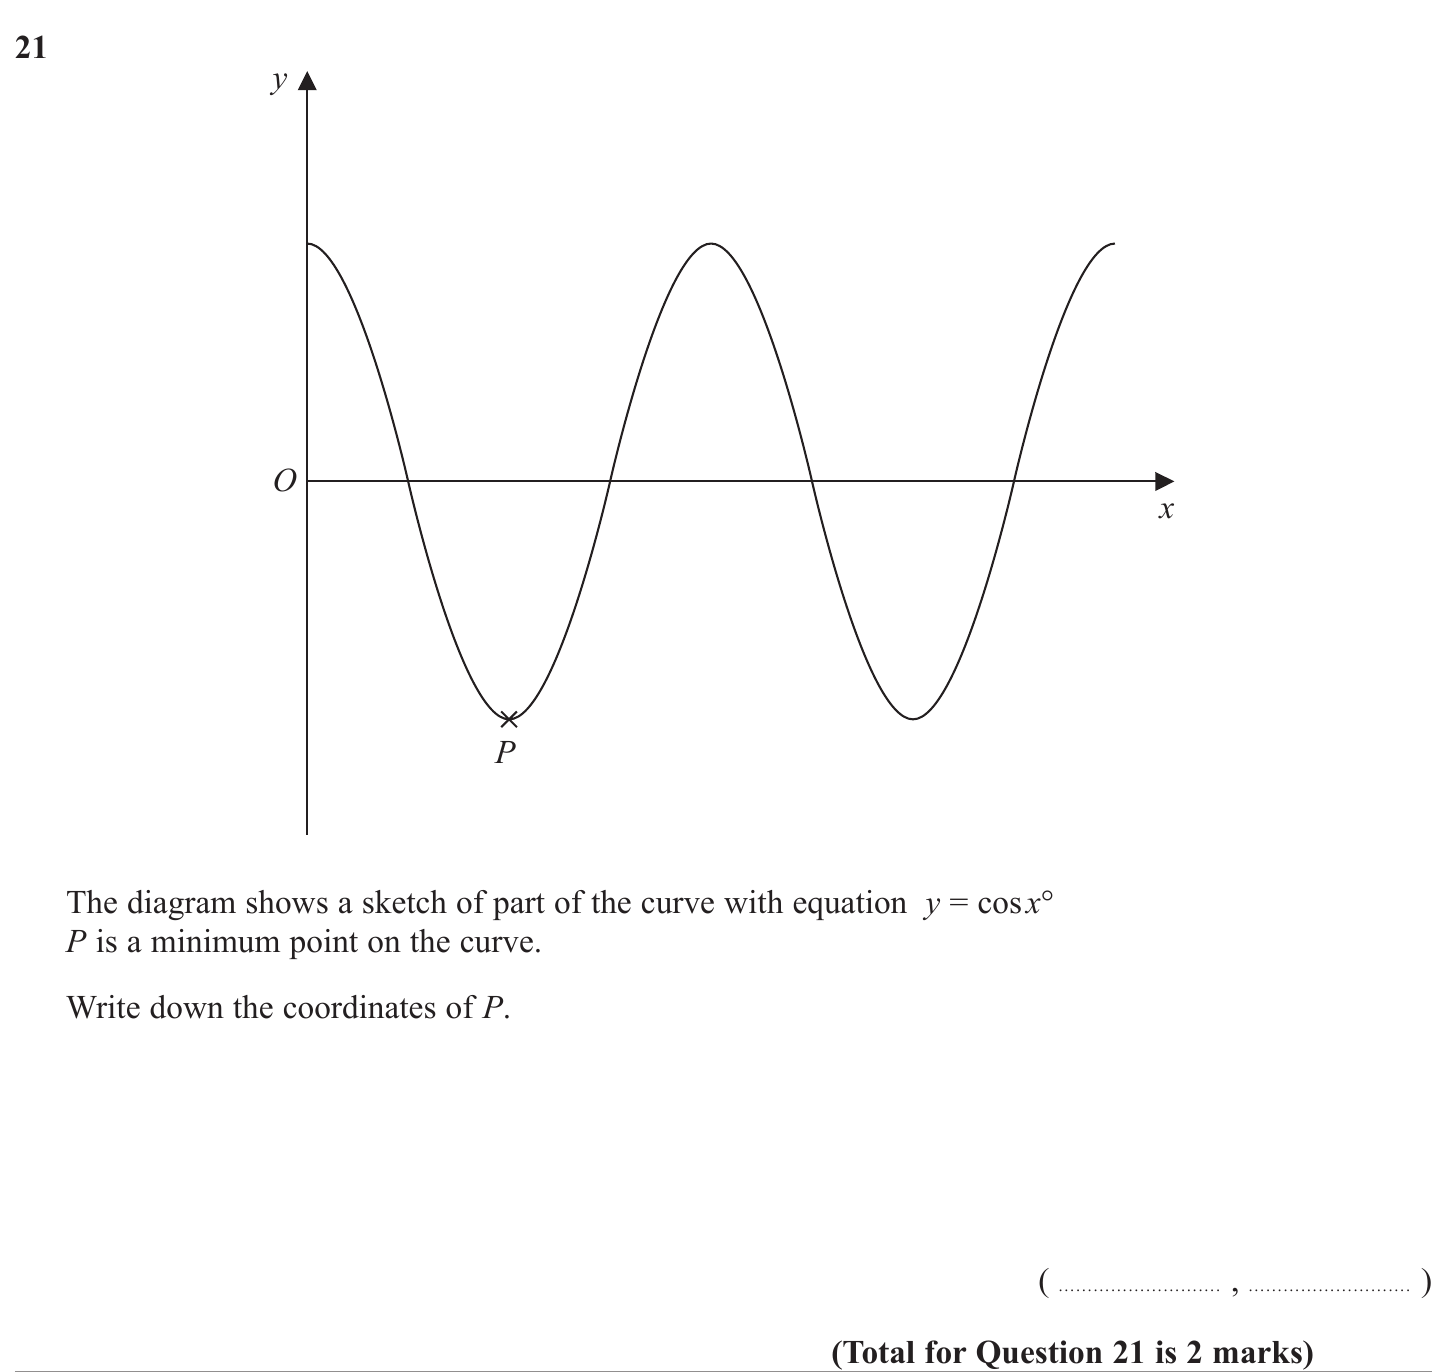 21
y
O
x
P
The diagram shows a sketch of part of the curve with equation y = cos x°
P is a minimum point on the curve.
Write down the coordinates of P.
( ........................... , ........................... )
(Total for Question 21 is 2 marks)